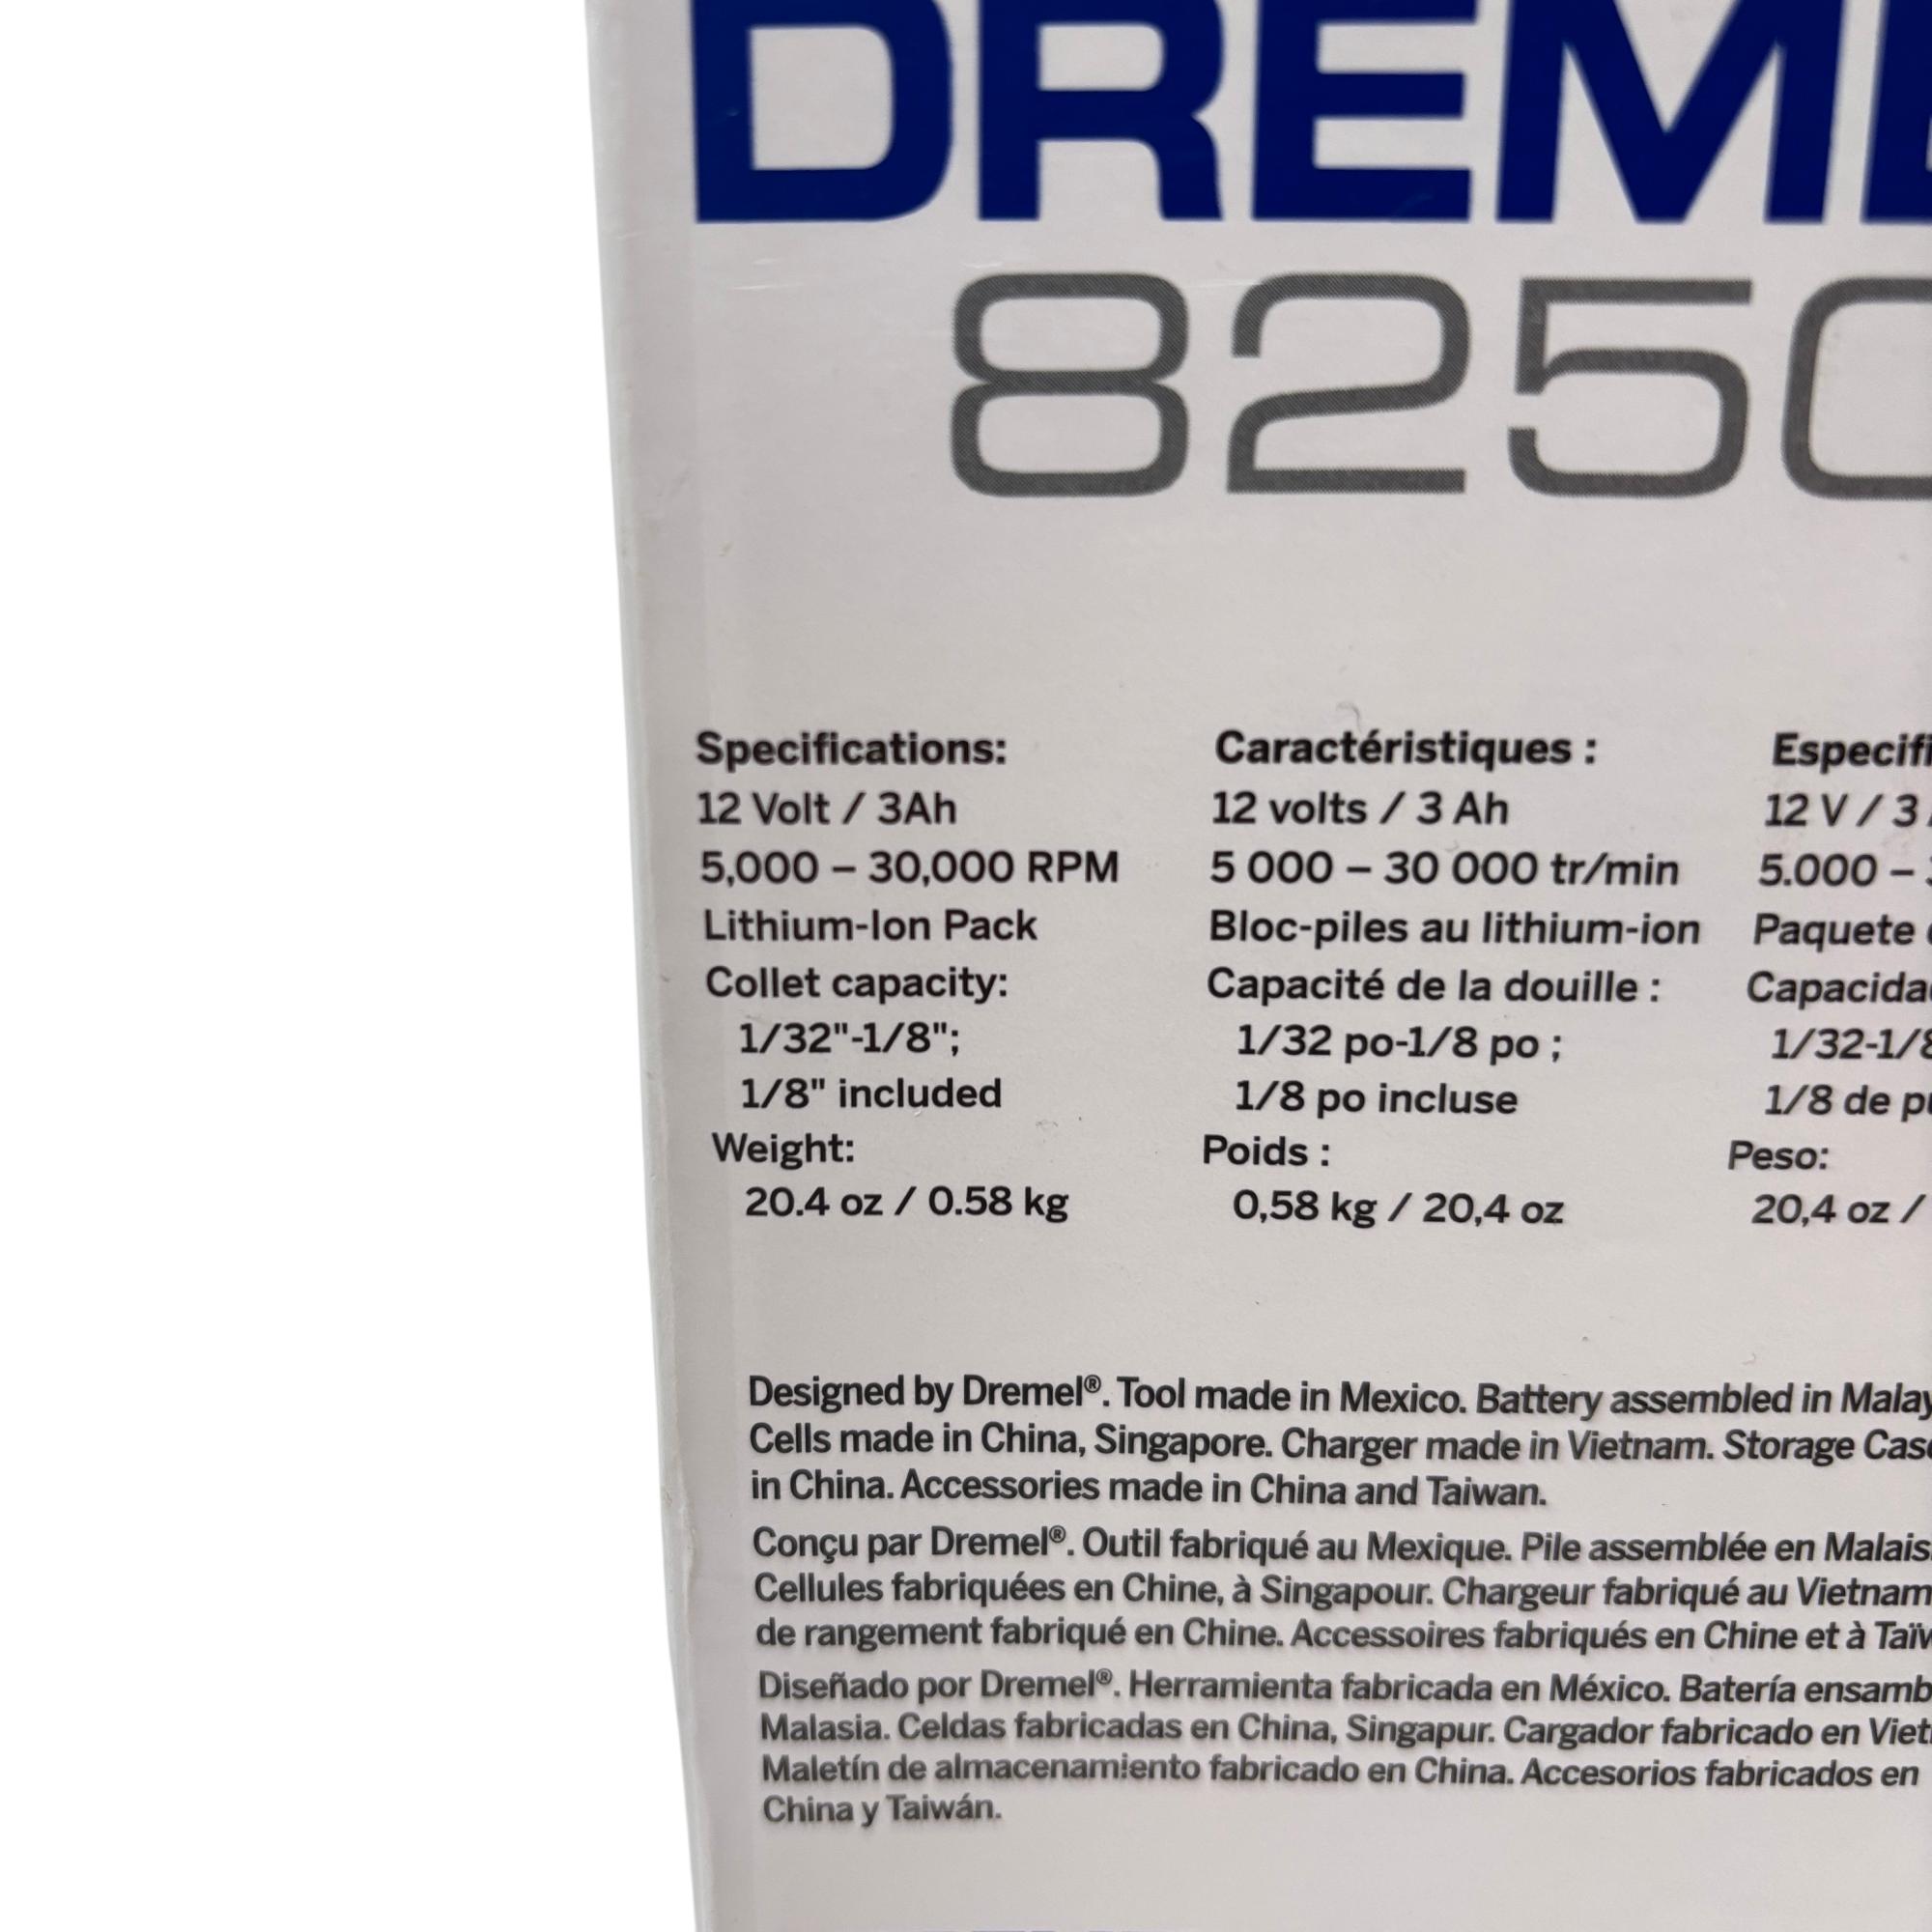 DREME
8250
Specifications:
12 Volt / 3Ah
5,000 – 30,000 RPM
Lithium-Ion Pack
Collet capacity:
1/32"-1/8";
1/8" included
Weight:
20.4 oz / 0.58 kg
Caractéristiques :
12 volts / 3 Ah
5 000 – 30 000 tr/min
Bloc-piles au lithium-ion
Capacité de la douille :
1/32 po-1/8 po ;
1/8 po incluse
Poids :
0,58 kg / 20,4 oz
Especifi
12 V / 3
5.000 –
Paquete
Capacida
1/32-1/8
1/8 de pu
Peso:
20,4 oz /
Designed by Dremel®. Tool made in Mexico. Battery assembled in Malay
Cells made in China, Singapore. Charger made in Vietnam. Storage Cas
in China. Accessories made in China and Taiwan.
Conçu par Dremel®. Outil fabriqué au Mexique. Pile assemblée en Malais
Cellules fabriquées en Chine, à Singapour. Chargeur fabriqué au Vietnam
de rangement fabriqué en Chine. Accessoires fabriqués en Chine et à Taïw
Diseñado por Dremel®. Herramienta fabricada en México. Batería ensamb
Malasia. Celdas fabricadas en China, Singapur. Cargador fabricado en Viet
Maletín de almacenamiento fabricado en China. Accesorios fabricados en
China y Taiwán.